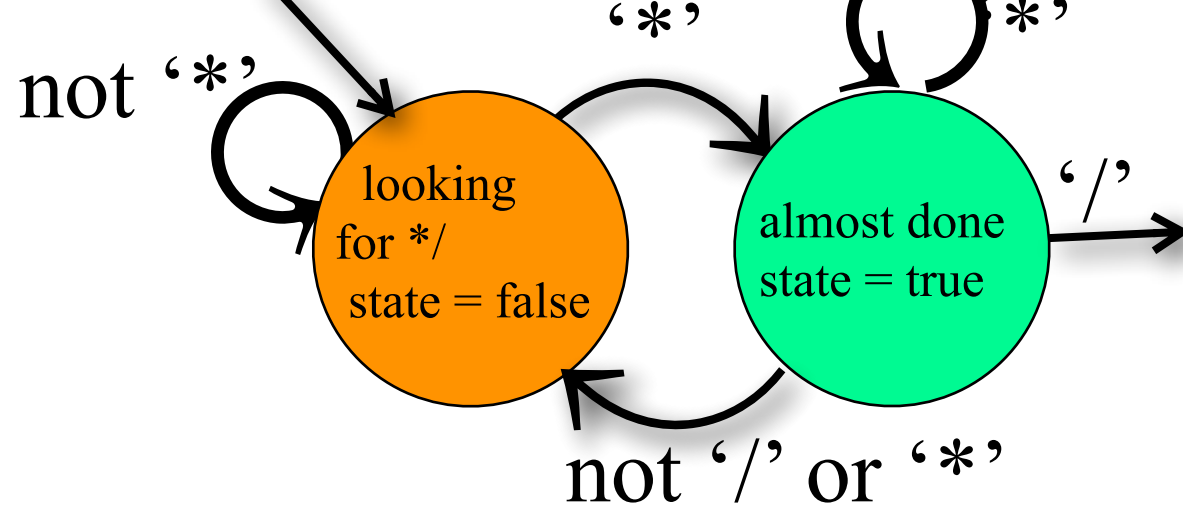 ‘*’
‘*’
not ‘*’
looking
for */
state = false
almost done
state = true
‘/’
not ‘/’ or ‘*’